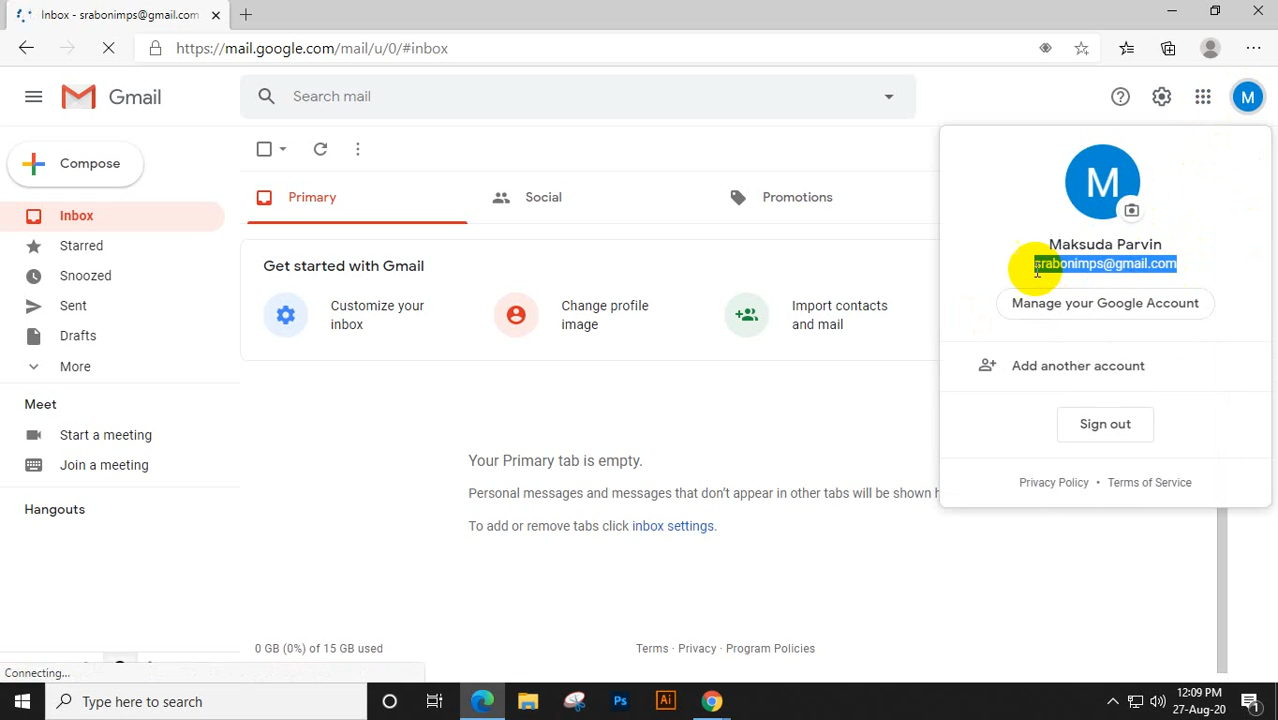 Inbox - srabonimps@gmail.com
https://mail.google.com/mail/u/0/#inbox
Gmail
Search mail
M
Compose
Inbox
Starred
Snoozed
Sent
Drafts
More
Meet
Start a meeting
Join a meeting
Hangouts
Primary
Social
Promotions
Get started with Gmail
Customize your
inbox
Change profile
image
Import contacts
and mail
Your Primary tab is empty.
Personal messages and messages that don't appear in other tabs will be shown h
To add or remove tabs click inbox settings.
0 GB (0%) of 15 GB used
Terms · Privacy · Program Policies
M
Maksuda Parvin
srabonimps@gmail.com
Manage your Google Account
Add another account
Sign out
Privacy Policy • Terms of Service
Connecting...
Type here to search
Ps
Ai
12:09 PM
27-Aug-20
1